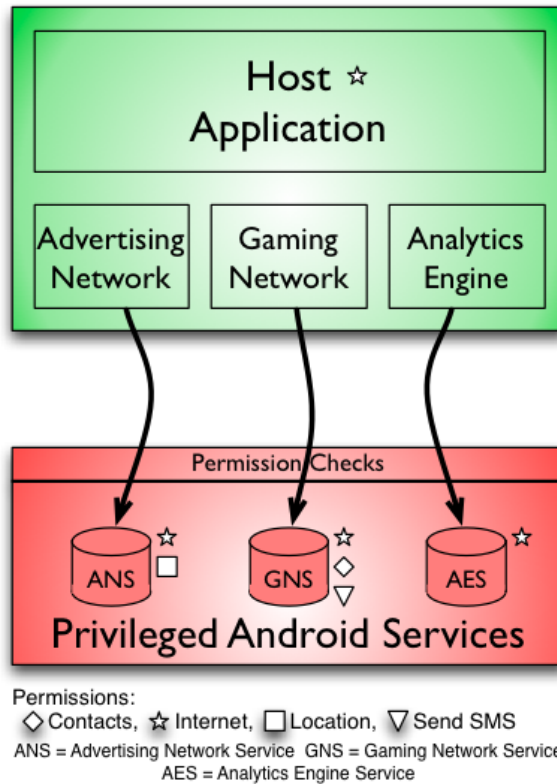 Host
Application
Advertising
Network
Gaming
Network
Analytics
Engine
Permission Checks
ANS
GNS
AES
Privileged Android Services
Permissions:
Contacts, Internet, Location, Send SMS
ANS = Advertising Network Service GNS = Gaming Network Service
AES = Analytics Engine Service